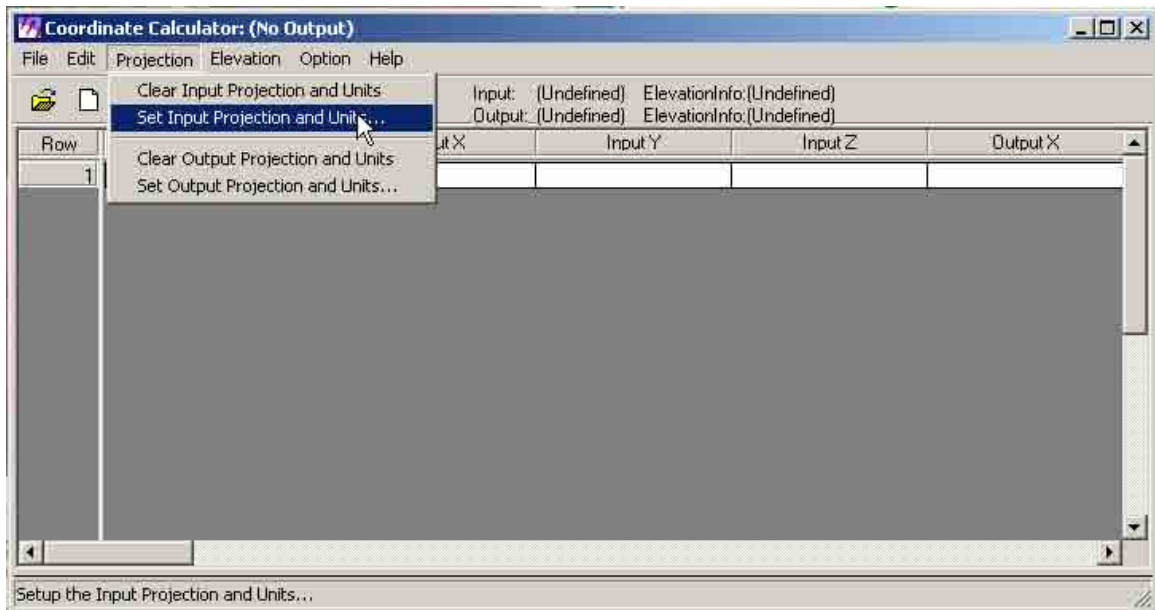 Coordinate Calculator: (No Output)
File Edit Projection Elevation Option Help
Clear Input Projection and Units
Set Input Projection and Units...
Clear Output Projection and Units
Set Output Projection and Units...
Input: (Undefined) ElevationInfo:(Undefined)
Output: (Undefined) ElevationInfo:(Undefined)
Row ut X Input Y Input Z Output X
1
Setup the Input Projection and Units...